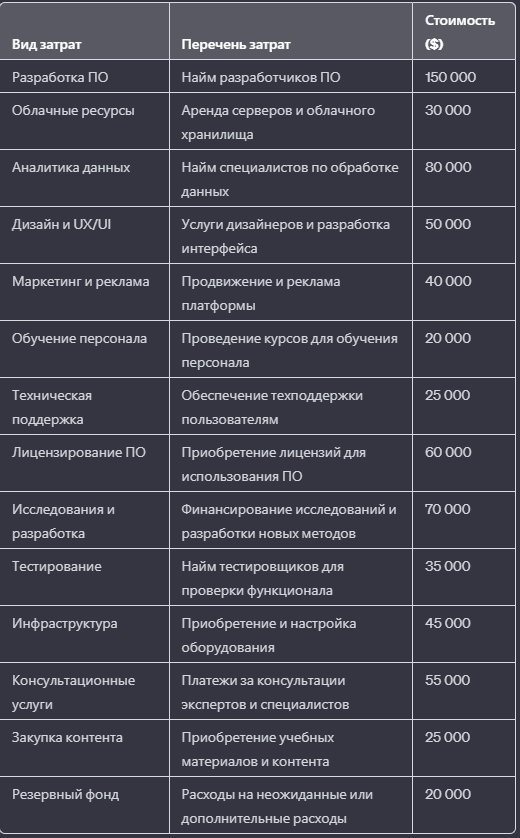 Вид затрат Перечень затрат Стоимость
($)
Разработка ПО Найм разработчиков ПО 150 000
Облачные ресурсы Аренда серверов и облачного 30 000
хранилища
Аналитика данных Найм специалистов по обработке 80 000
данных
Дизайн и UX/UI Услуги дизайнеров и разработка 50 000
интерфейса
Маркетинг и реклама Продвижение и реклама 40 000
платформы
Обучение персонала Проведение курсов для обучения 20 000
персонала
Техническая Обеспечение техподдержки 25 000
поддержка пользователям
Лицензирование ПО Приобретение лицензий для 60 000
использования ПО
Исследования и Финансирование исследований и 70 000
разработка разработки новых методов
Тестирование Найм тестировщиков для 35 000
проверки функционала
Инфраструктура Приобретение и настройка 45 000
оборудования
Консультационные Платежи за консультации 55 000
услуги экспертов и специалистов
Закупка контента Приобретение учебных 25 000
материалов и контента
Резервный фонд Расходы на неожиданные или 20 000
дополнительные расходы